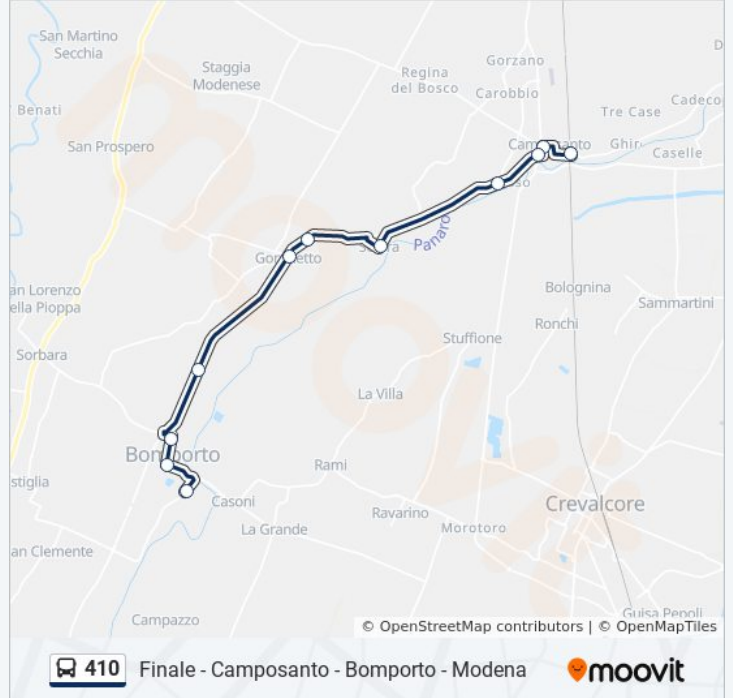 San Martino
Secchia
Gorzano
Staggia
Modenese
Regina
del Bosco
Carobbio
Cadeco
Benati
Tre Case
San Prospero
Caselle
Panaro
an Lorenzo
ella Pioppa
Bolognina
Sammartini
Ronchi
Sorbara
Stuffione
La Villa
Bomporto
Rami
stiglia
Casoni
Crevalcore
Ravarino
La Grande
Morotoro
an Clemente
Campazzo
Guisa Pepoli
© OpenStreetMap contributors | © OpenMapTiles
410 Finale - Camposanto - Bomporto - Modena
moovit